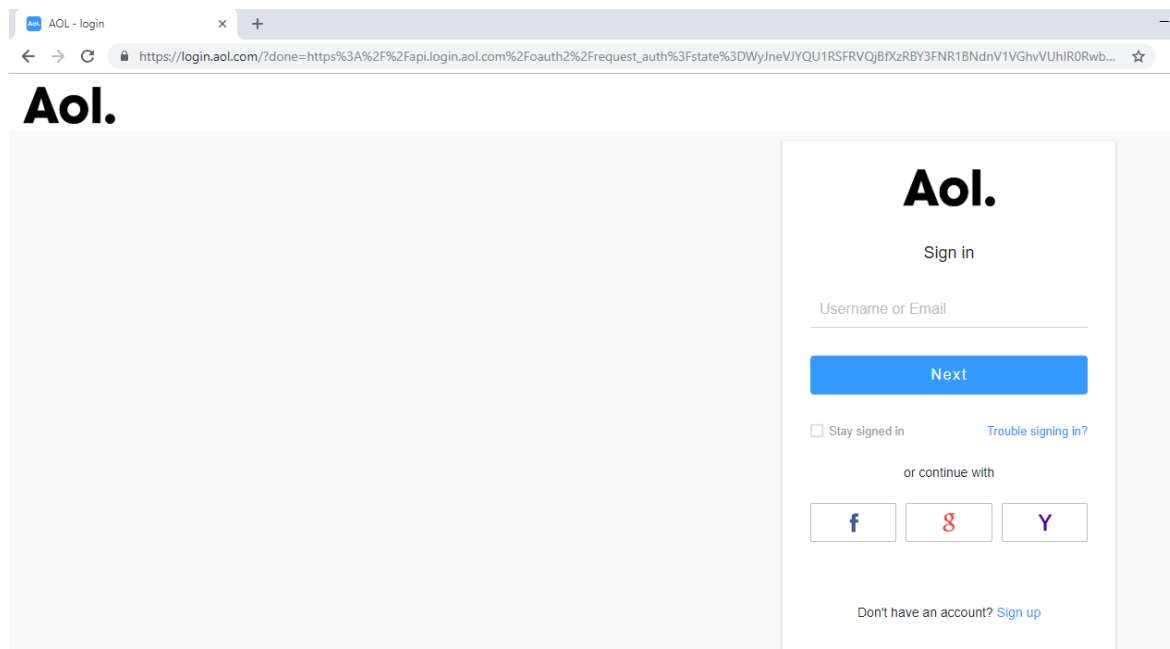 Aol. AOL - login
https://login.aol.com/?done=https%3A%2F%2Fapi.login.aol.com%2Foauth2%2Frequest_auth%3Fstate%3DWyJneVJYQU1RSFRVQjBfXzRBY3FNR1BNdnV1VGhvVUhlR0Rwb...
Aol.
Aol.
Sign in
Username or Email
Next
Stay signed in Trouble signing in?
or continue with
f g Y
Don't have an account? Sign up